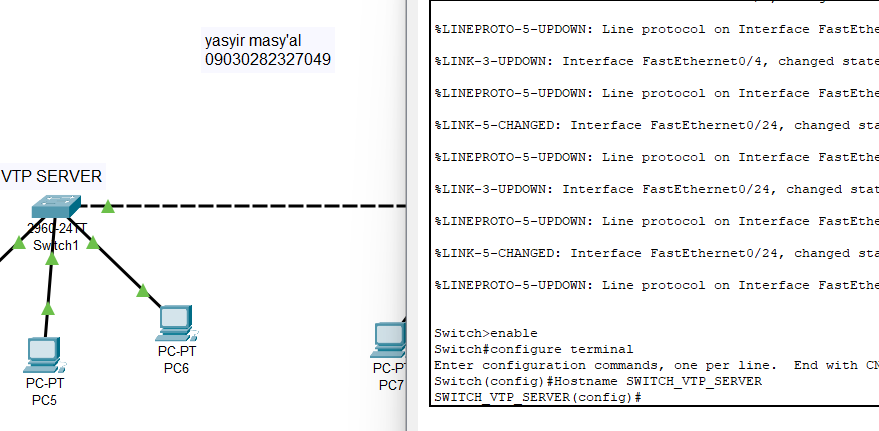 yasyir masy'al
09030282327049
VTP SERVER
2960-24TT
Switch1
PC-PT
PC6
PC-PT
PC5
PC-P
PC7
%LINEPROTO-5-UPDOWN: Line protocol on Interface FastEthe
%LINK-3-UPDOWN: Interface FastEthernet0/4, changed state
%LINEPROTO-5-UPDOWN: Line protocol on Interface FastEthe
%LINK-5-CHANGED: Interface FastEthernet0/24, changed sta
%LINEPROTO-5-UPDOWN: Line protocol on Interface FastEthe
%LINK-3-UPDOWN: Interface FastEthernet0/24, changed stat
%LINEPROTO-5-UPDOWN: Line protocol on Interface FastEthe
%LINK-5-CHANGED: Interface FastEthernet0/24, changed sta
%LINEPROTO-5-UPDOWN: Line protocol on Interface FastEthe
Switch>enable
Switch#configure terminal
Enter configuration commands, one per line.  End with CN
Switch(config)#Hostname SWITCH_VTP_SERVER
SWITCH_VTP_SERVER(config)#